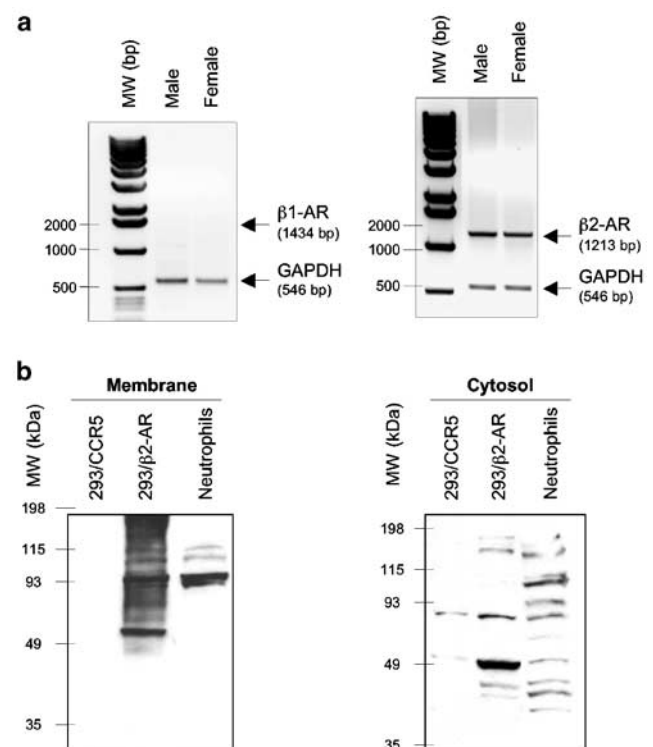 a
MW (bp)
Male
Female
2000
1000
500
β1-AR
(1434 bp)
GAPDH
(546 bp)
MW (bp)
Male
Female
2000
1000
500
β2-AR
(1213 bp)
GAPDH
(546 bp)
b
Membrane
MW (kDa)
293/CCR5
293/β2-AR
Neutrophils
198
115
93
49
35
Cytosol
MW (kDa)
293/CCR5
293/β2-AR
Neutrophils
198
115
93
49
35